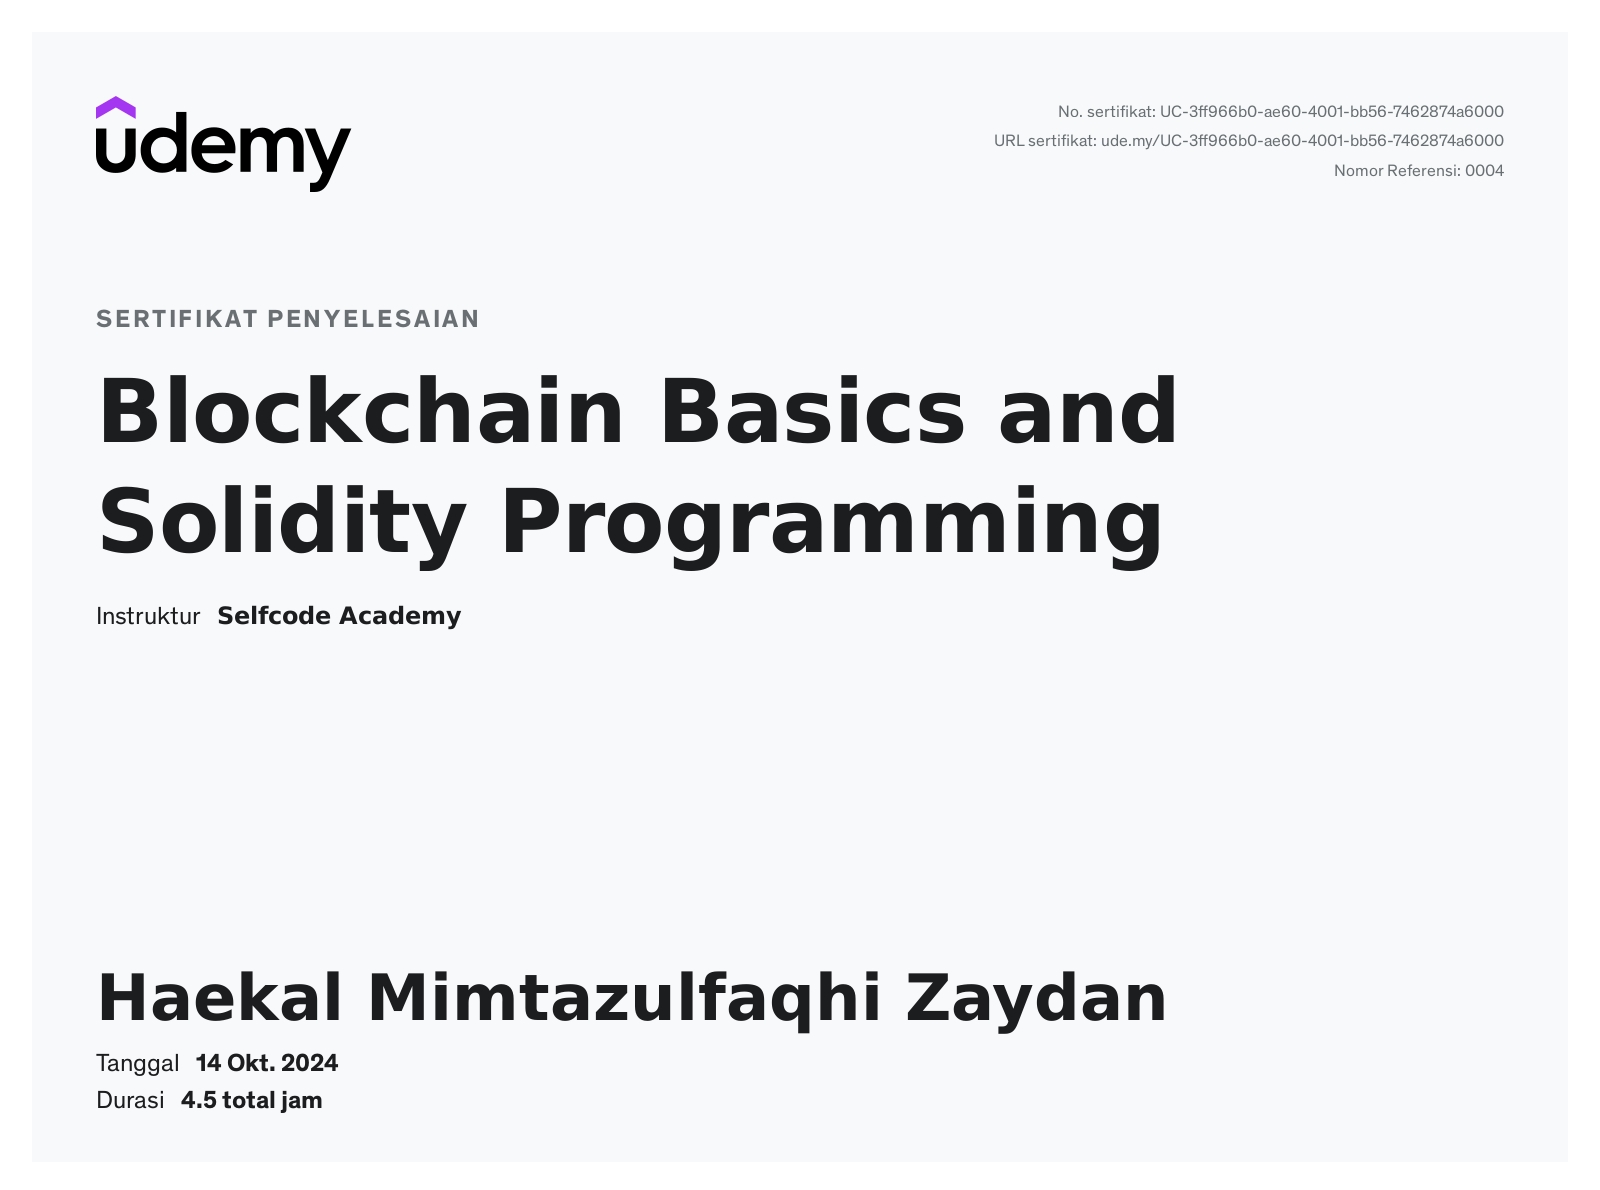 udemy
No. sertifikat: UC-3ff966b0-ae60-4001-bb56-7462874a6000
URL sertifikat: ude.my/UC-3ff966b0-ae60-4001-bb56-7462874a6000
Nomor Referensi: 0004
SERTIFIKAT PENYELESAIAN
Blockchain Basics and
Solidity Programming
Instruktur Selfcode Academy
Haekal Mimtazulfaqhi Zaydan
Tanggal 14 Okt. 2024
Durasi 4.5 total jam